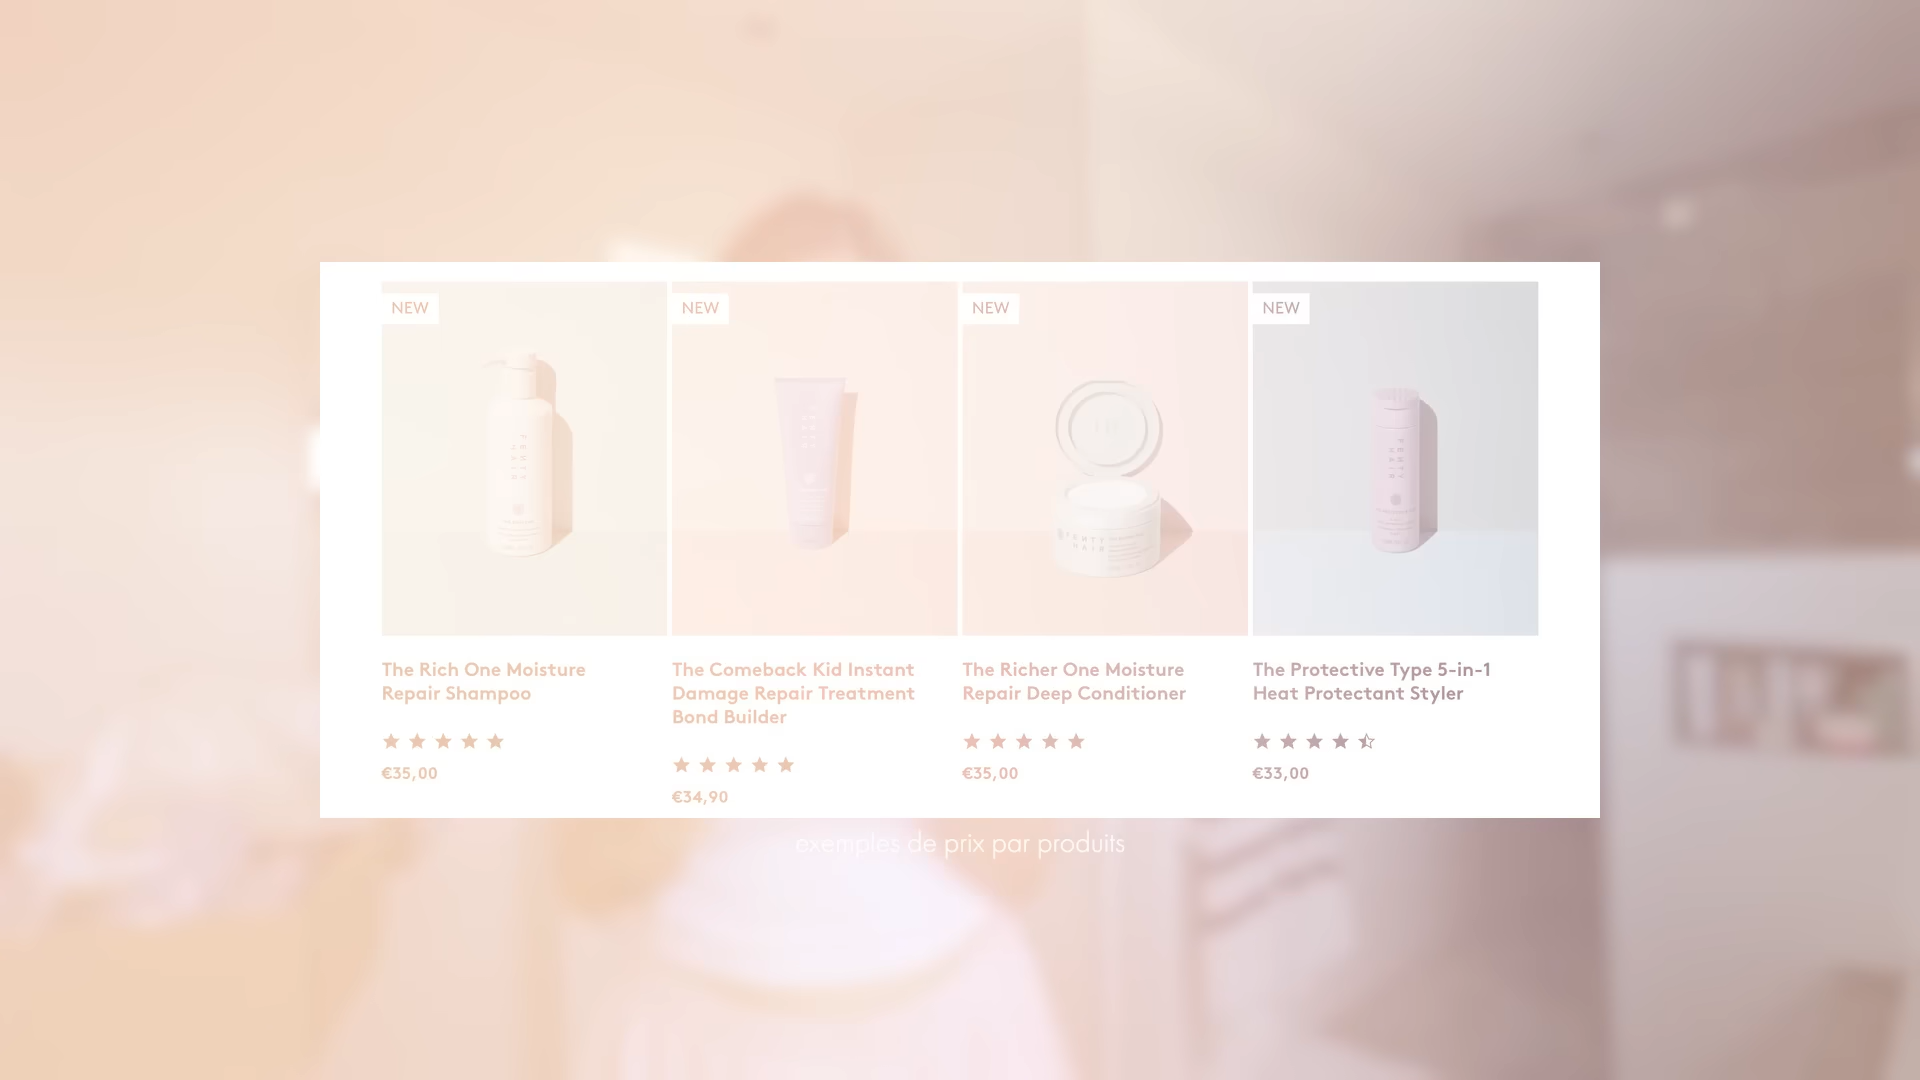 NEW
NEW
NEW
NEW
FENTY
HAIR
The Rich One Moisture
Repair Shampoo
€35,00
The Comeback Kid Instant
Damage Repair Treatment
Bond Builder
€34,90
The Richer One Moisture
Repair Deep Conditioner
€35,00
The Protective Type 5-in-1
Heat Protectant Styler
€33,00
exemples de prix par produits